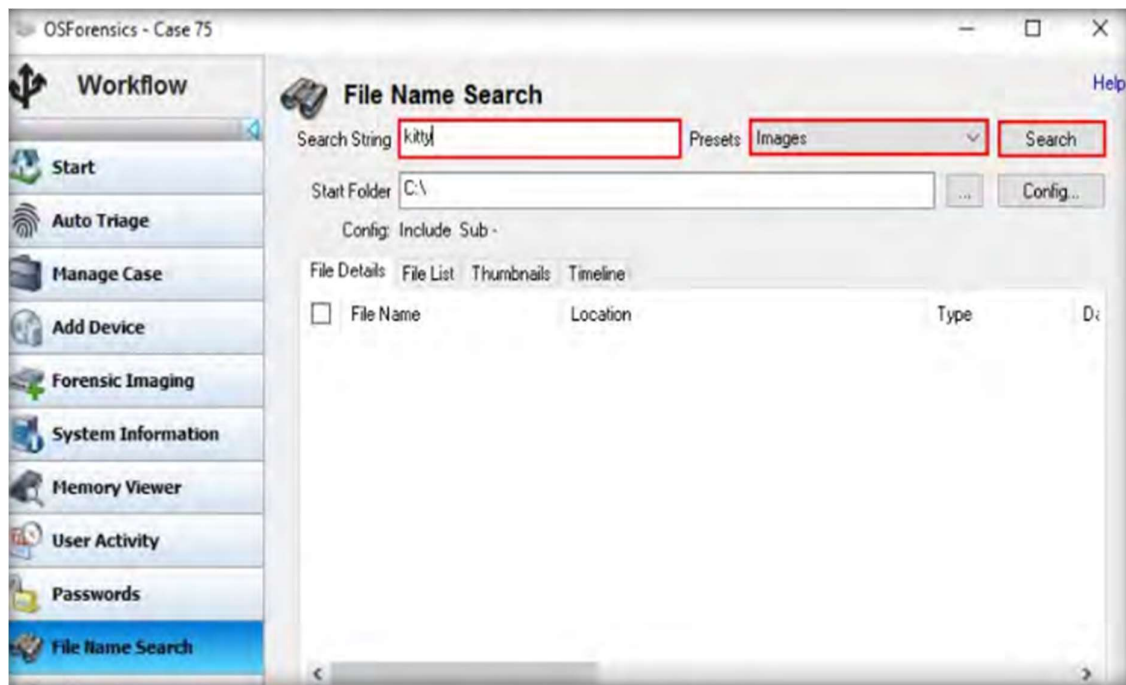 OSForensics - Case 75
Workflow
Start
Auto Triage
Manage Case
Add Device
Forensic Imaging
System Information
Memory Viewer
User Activity
Passwords
File Name Search
Help
File Name Search
Search String kitty Presets Images Search
Start Folder C:\ ... Config...
Config: Include Sub -
File Details File List Thumbnails Timeline
File Name Location Type Da